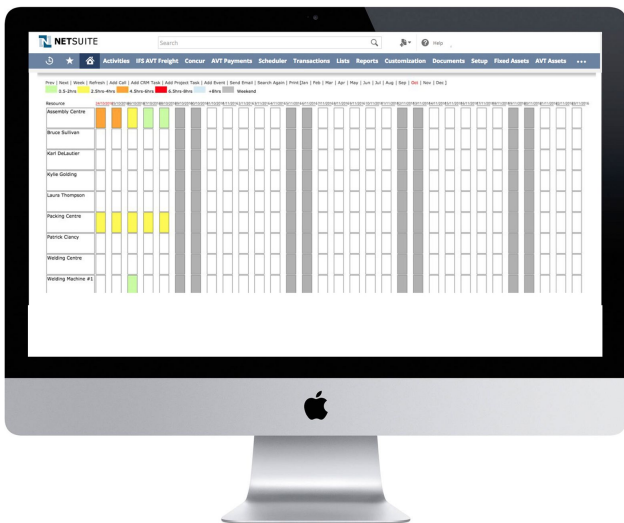 NETSUITE
Search
Help
Activities IFS AVT Freight Concur AVT Payments Scheduler Transactions Lists Reports Customization Documents Setup Fixed Assets AVT Assets •••
Prev | Next | Week | Refresh | Add Call | Add CRM Task | Add Project Task | Add Event | Send Email | Search Again | Print [Jan | Feb | Mar | Apr | May | Jun | Jul | Aug | Sep | Oct | Nov | Dec ]
0.5-2hrs 2.5hrs-4hrs 4.5hrs-6hrs 6.5hrs-8hrs +8hrs Weekend
Resource
Assembly Centre
Bruce Sullivan
Karl DeLautier
Kylie Golding
Laura Thompson
Packing Centre
Patrick Clancy
Welding Centre
Welding Machine #1